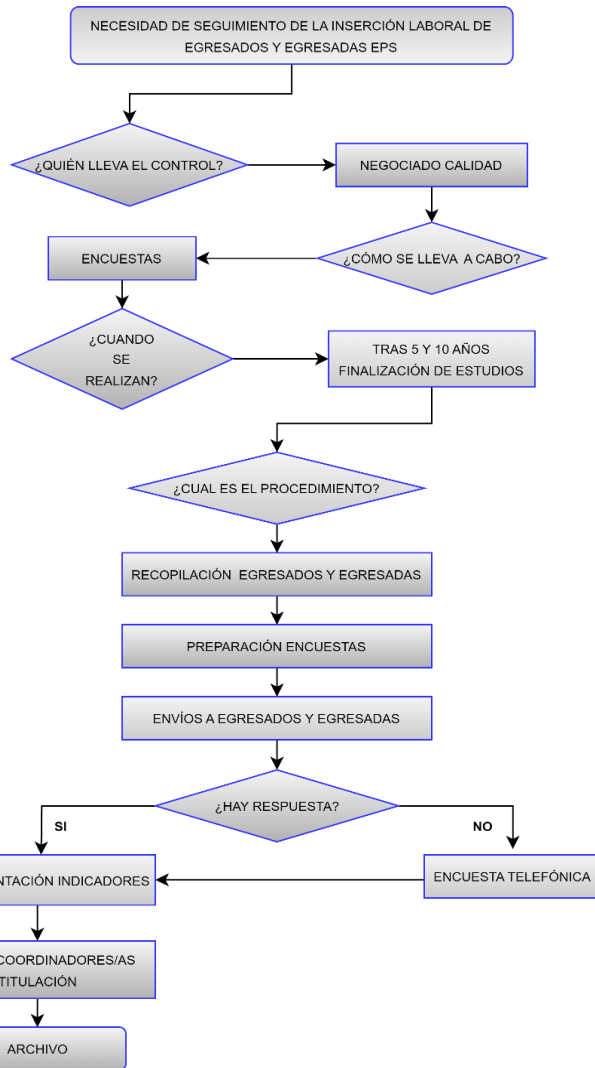 NECESIDAD DE SEGUIMIENTO DE LA INSERCIÓN LABORAL DE
EGRESADOS Y EGRESADAS EPS
¿QUIÉN LLEVA EL CONTROL?
NEGOCIADO CALIDAD
¿CÓMO SE LLEVA A CABO?
ENCUESTAS
¿CUANDO
SE
REALIZAN?
TRAS 5 Y 10 AÑOS
FINALIZACIÓN DE ESTUDIOS
¿CUAL ES EL PROCEDIMIENTO?
RECOPILACIÓN EGRESADOS Y EGRESADAS
PREPARACIÓN ENCUESTAS
ENVÍOS A EGRESADOS Y EGRESADAS
¿HAY RESPUESTA?
SI
NO
INDICADORES
ENCUESTA TELEFÓNICA
COORDINADORES/AS
TITULACIÓN
ARCHIVO